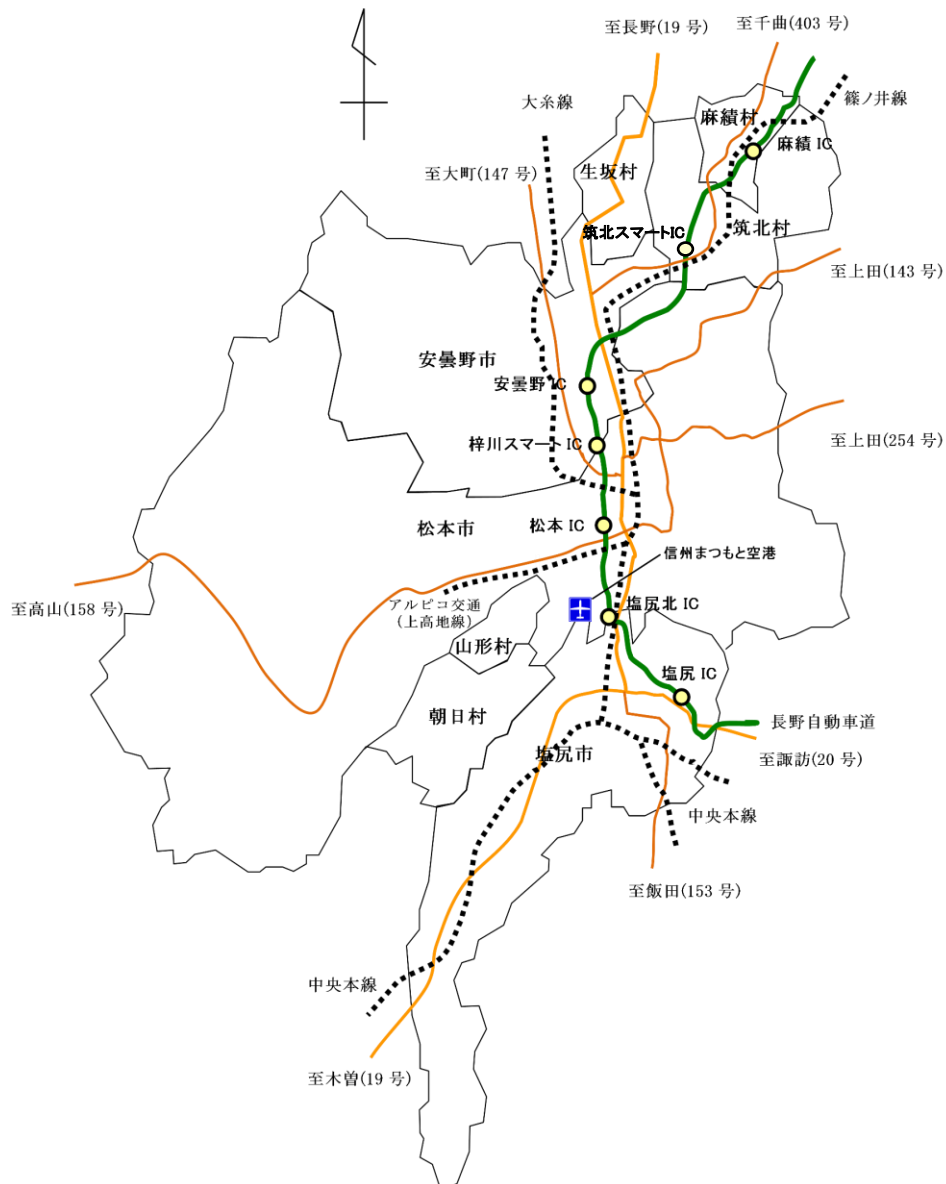 至長野(19 号)
至千曲(403 号)
大糸線
篠ノ井線
麻績村
麻績 IC
至大町(147 号)
生坂村
筑北スマートIC
筑北村
至上田(143 号)
安曇野市
安曇野 IC
梓川スマート IC
至上田(254 号)
松本市
松本 IC
信州まつもと空港
至高山(158 号)
アルピコ交通
(上高地線)
塩尻北 IC
山形村
塩尻 IC
朝日村
長野自動車道
塩尻市
至諏訪(20 号)
中央本線
至飯田(153 号)
中央本線
至木曽(19 号)